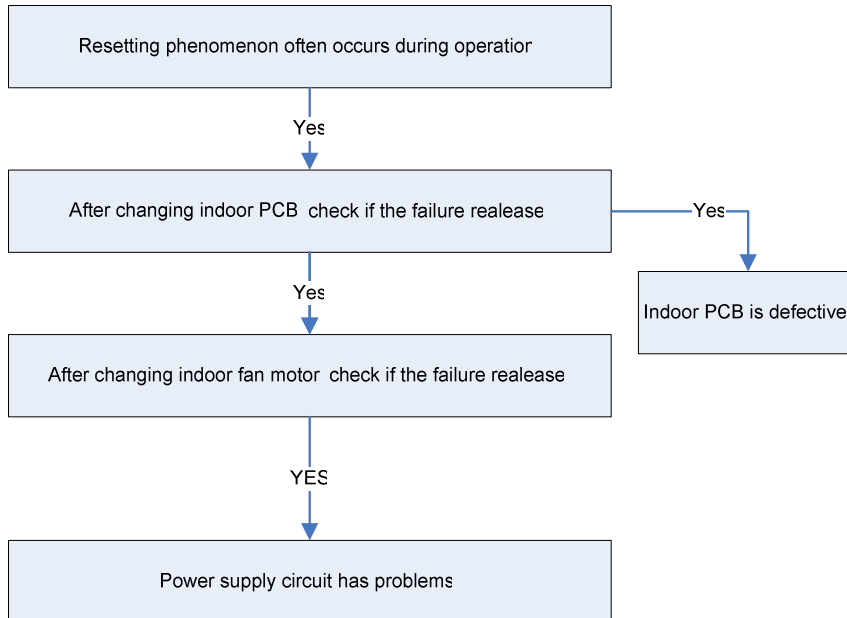 Resetting phenomenon often occurs during operation
Yes
After changing indoor PCB check if the failure realease
Yes
Yes
Indoor PCB is defective
After changing indoor fan motor check if the failure realease
YES
Power supply circuit has problems